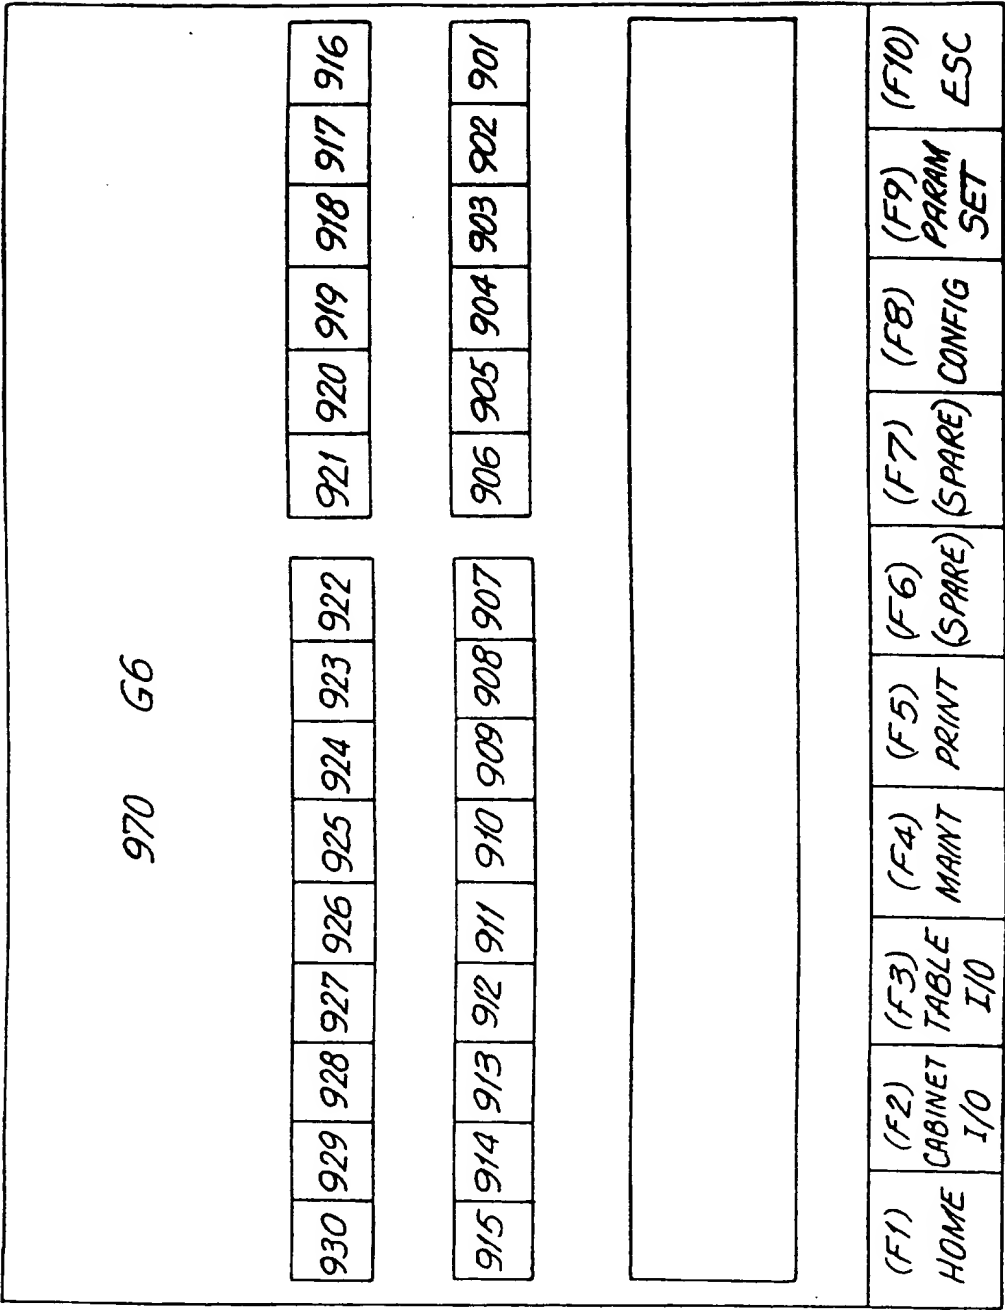 970 G6
930 929 928 927 926 925 924 923 922 921 920 919 918 917 916
915 914 913 912 911 910 909 908 907 906 905 904 903 902 901
(F1) (F2) (F3) (F4) (F5) (F6) (F7) (F8) (F9) (F10)
HOME CABINET TABLE MAINT PRINT (SPARE) (SPARE) CONFIG PARAM ESC
I/O I/O SET